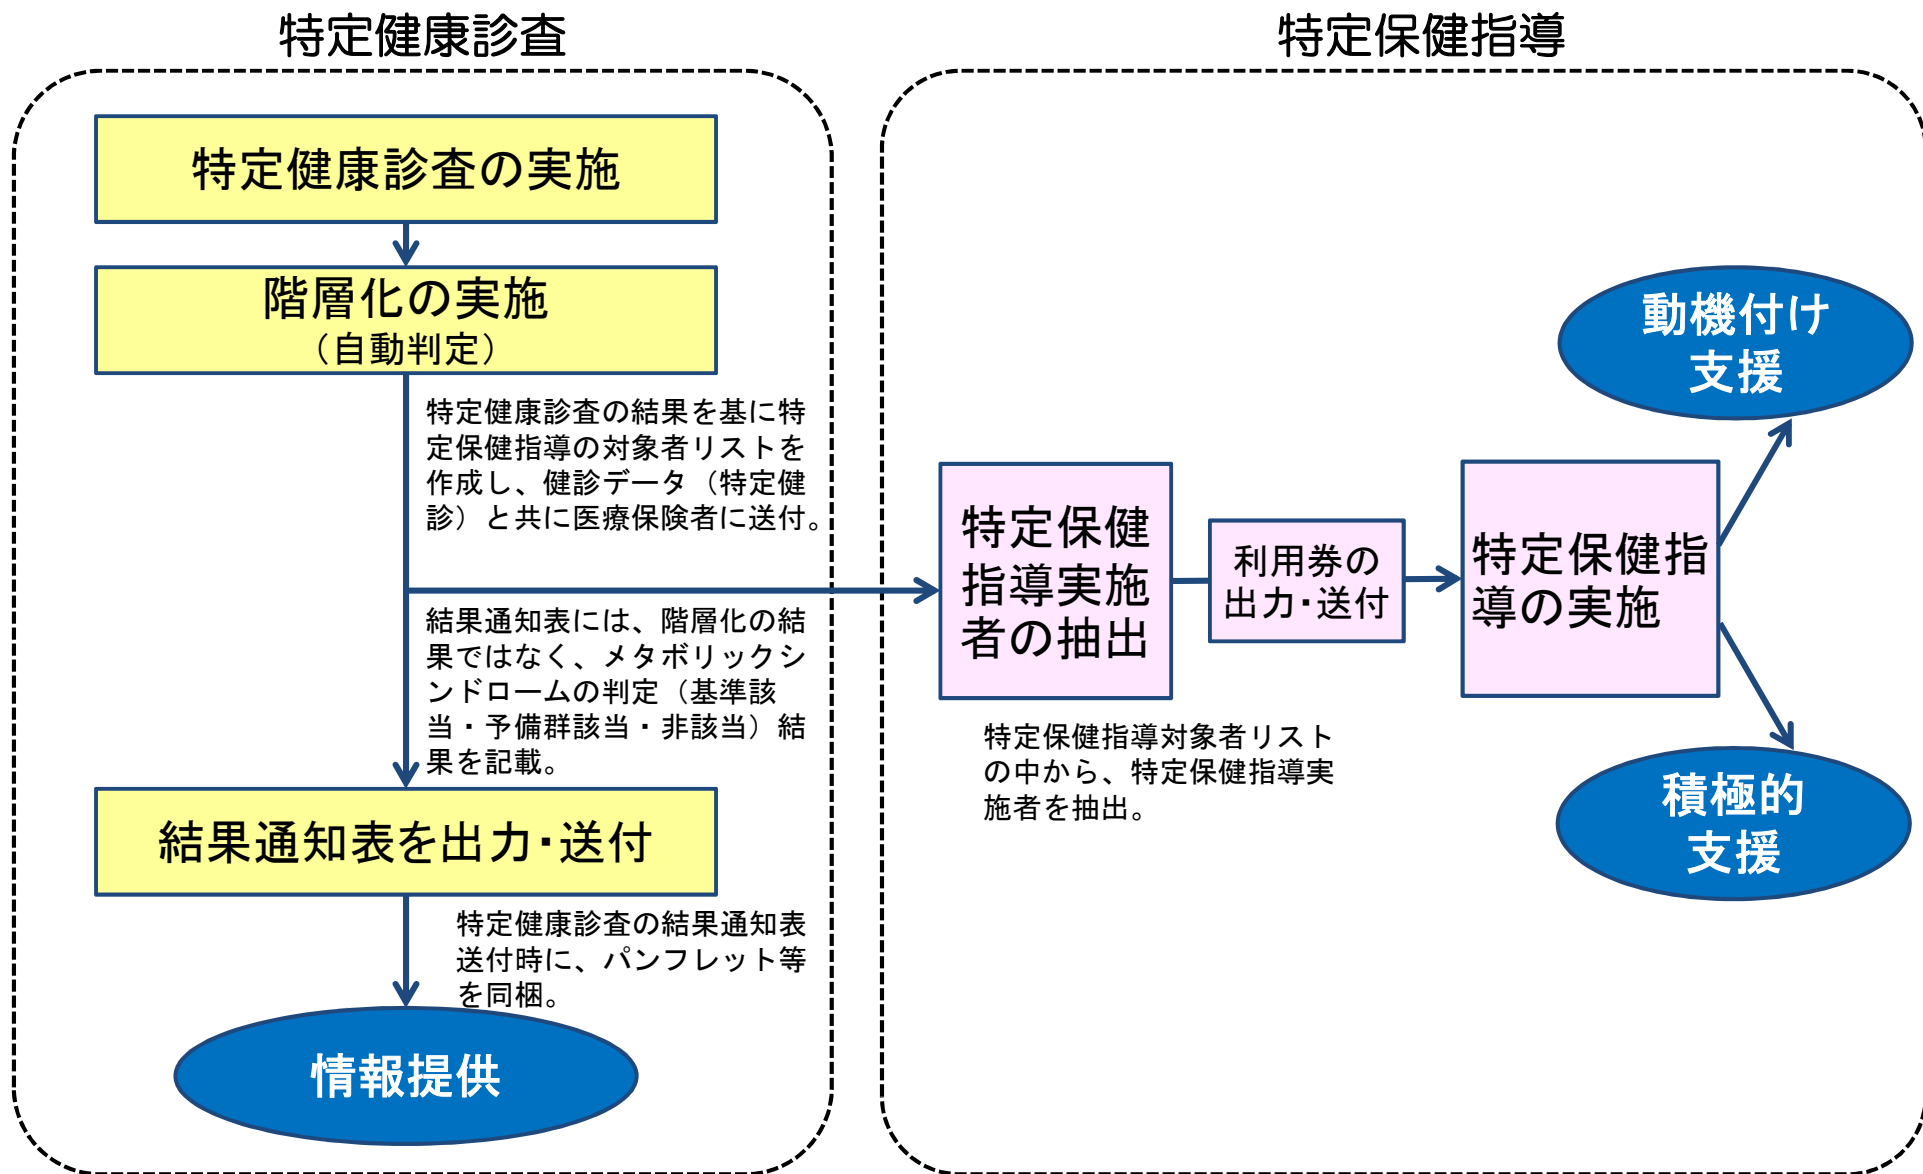 特定健康診査
特定健康診査の実施
階層化の実施
（自動判定）
特定健康診査の結果を基に特
定保健指導の対象者リストを
作成し、健診データ（特定健
診）と共に医療保険者に送付。
結果通知表には、階層化の結
果ではなく、メタボリックシ
ンドロームの判定（基準該
当・予備群該当・非該当）結
果を記載。
結果通知表を出力・送付
特定健康診査の結果通知表
送付時に、パンフレット等
を同梱。
情報提供
特定保健指導
特定保健
指導実施
者の抽出
特定保健指導対象者リスト
の中から、特定保健指導実
施者を抽出。
利用券の
出力・送付
特定保健指
導の実施
動機付け
支援
積極的
支援